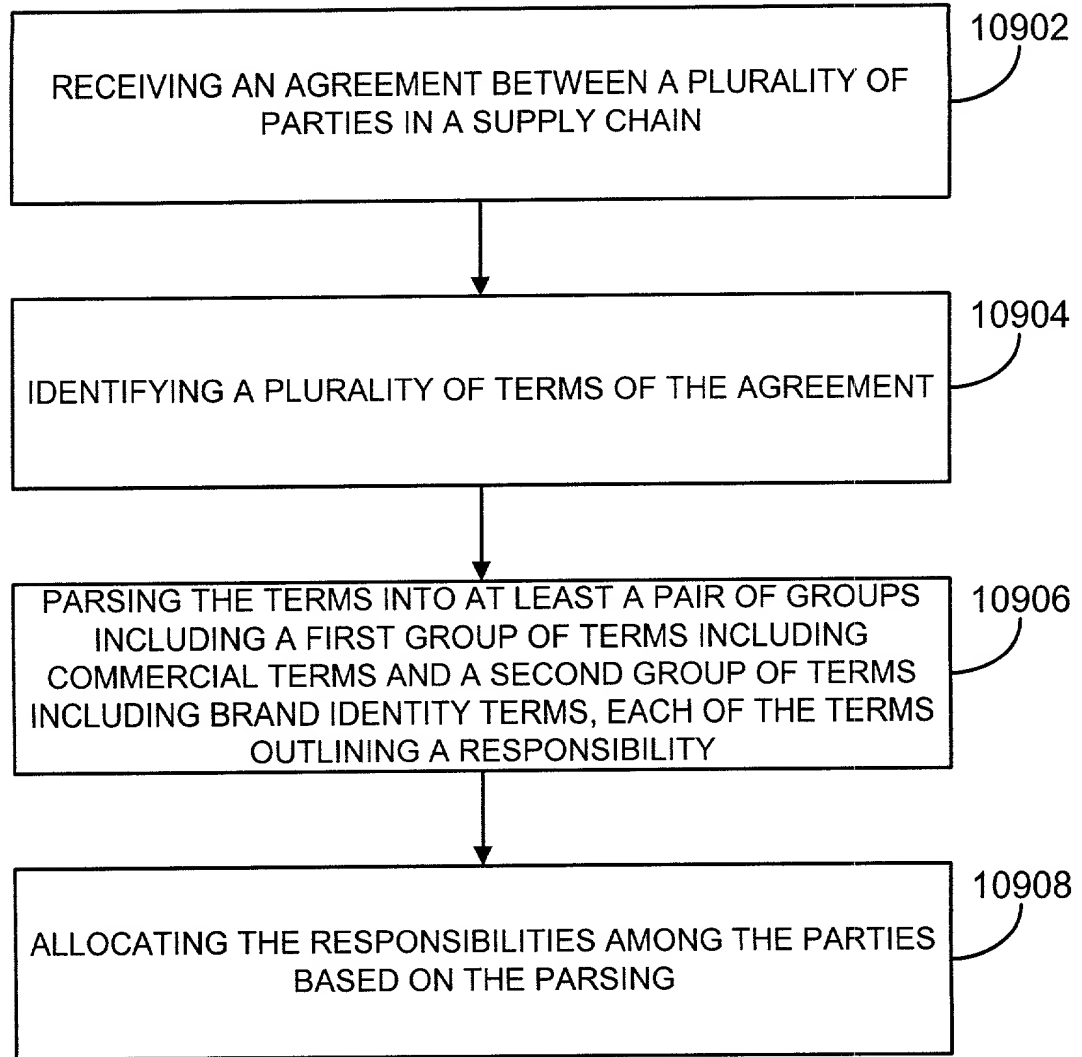 10902
RECEIVING AN AGREEMENT BETWEEN A PLURALITY OF
PARTIES IN A SUPPLY CHAIN
10904
IDENTIFYING A PLURALITY OF TERMS OF THE AGREEMENT
10906
PARSING THE TERMS INTO AT LEAST A PAIR OF GROUPS
INCLUDING A FIRST GROUP OF TERMS INCLUDING
COMMERCIAL TERMS AND A SECOND GROUP OF TERMS
INCLUDING BRAND IDENTITY TERMS, EACH OF THE TERMS
OUTLINING A RESPONSIBILITY
10908
ALLOCATING THE RESPONSIBILITIES AMONG THE PARTIES
BASED ON THE PARSING